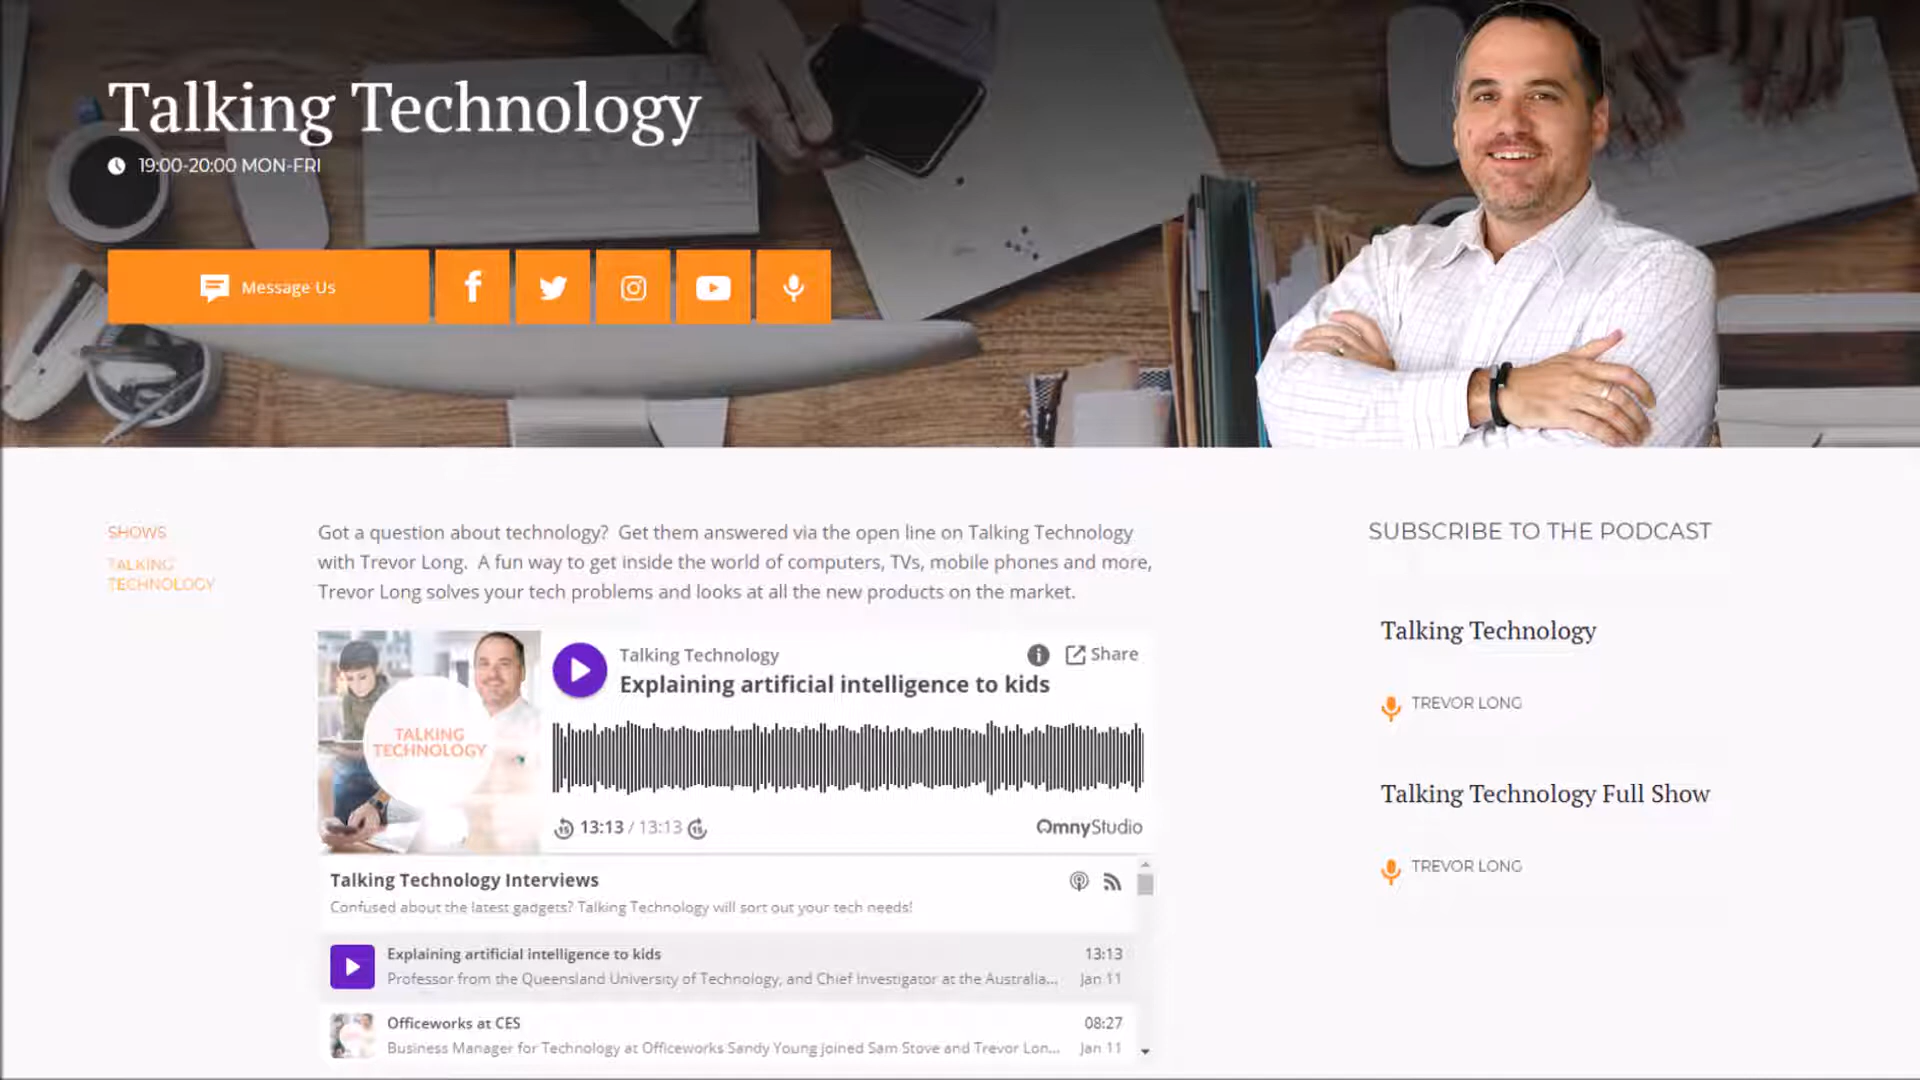 Talking Technology
19:00-20:00 MON-FRI
Message Us
SHOWS
TALKING
TECHNOLOGY
Got a question about technology?  Get them answered via the open line on Talking Technology
with Trevor Long.  A fun way to get inside the world of computers, TVs, mobile phones and more,
Trevor Long solves your tech problems and looks at all the new products on the market.
TALKING
TECHNOLOGY
Talking Technology
Share
Explaining artificial intelligence to kids
15 13:13 / 13:13 15
OmnyStudio
Talking Technology Interviews
Confused about the latest gadgets? Talking Technology will sort out your tech needs!
Explaining artificial intelligence to kids 13:13
Professor from the Queensland University of Technology, and Chief Investigator at the Australia... Jan 11
Officeworks at CES 08:27
Business Manager for Technology at Officeworks Sandy Young joined Sam Stove and Trevor Lon... Jan 11
SUBSCRIBE TO THE PODCAST
Talking Technology
TREVOR LONG
Talking Technology Full Show
TREVOR LONG